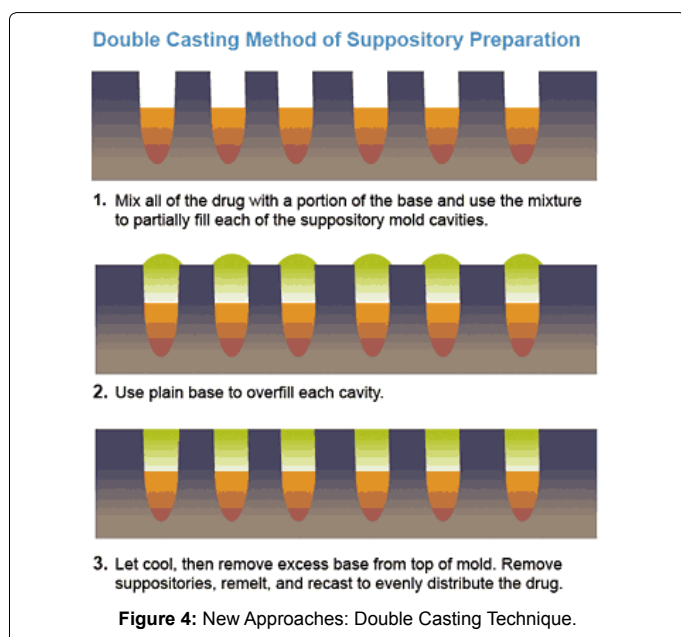 Double Casting Method of Suppository Preparation
1. Mix all of the drug with a portion of the base and use the mixture
to partially fill each of the suppository mold cavities.
2. Use plain base to overfill each cavity.
3. Let cool, then remove excess base from top of mold. Remove
suppositories, remelt, and recast to evenly distribute the drug.
Figure 4: New Approaches: Double Casting Technique.